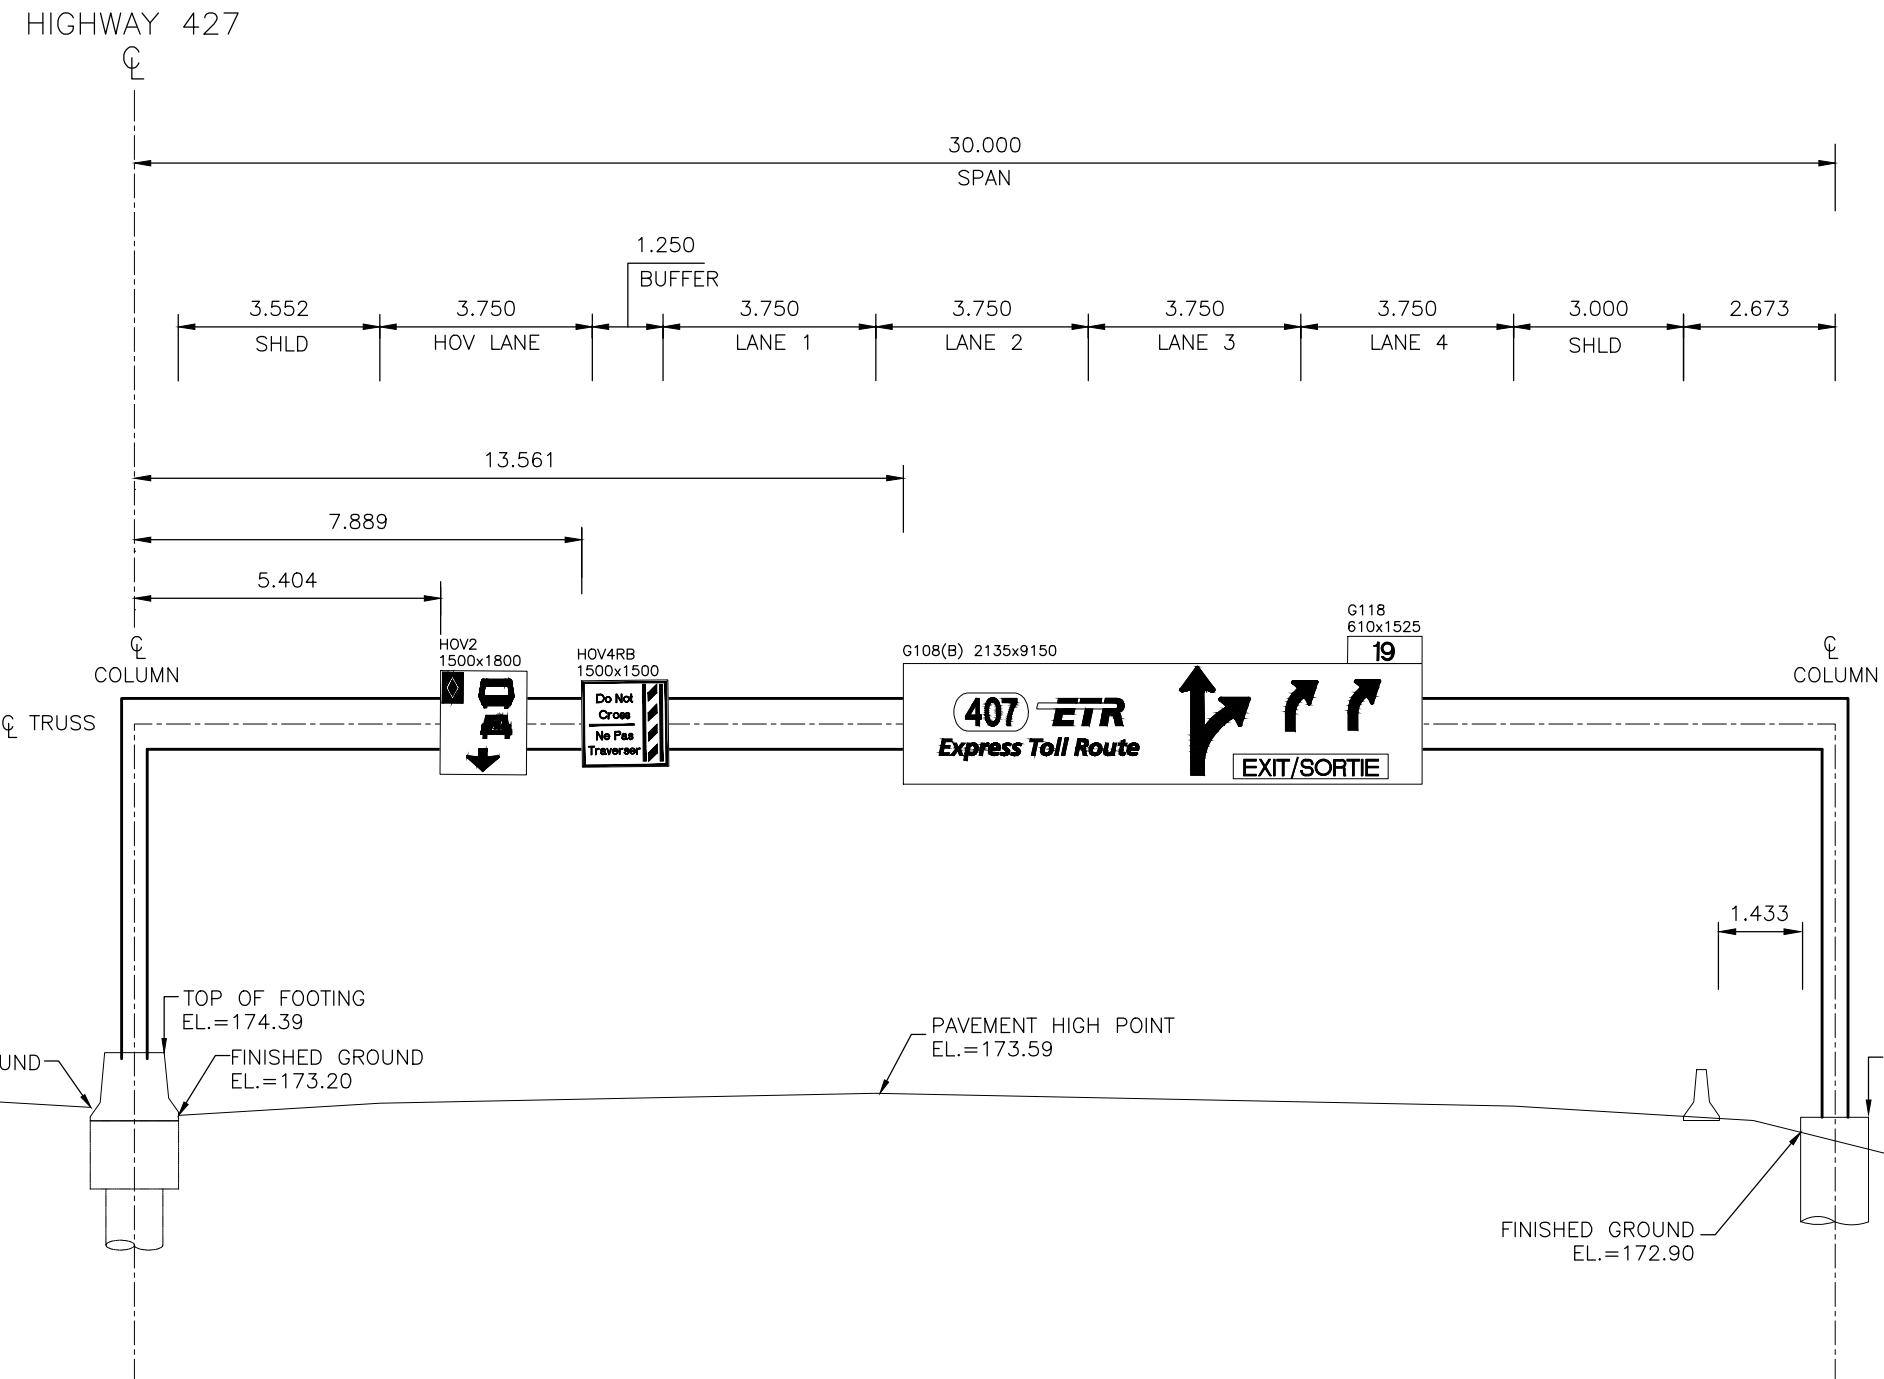 HIGHWAY 427
℄
30.000
SPAN
1.250
BUFFER
3.552
SHLD
3.750
HOV LANE
3.750
LANE 1
3.750
LANE 2
3.750
LANE 3
3.750
LANE 4
3.000
SHLD
2.673
13.561
7.889
5.404
℄
COLUMN
HOV2
1500x1800
HOV4RB
1500x1500
G108(B) 2135x9150
G118
610x1525
℄
COLUMN
℄ TRUSS
Do Not
Cross
Ne Pas
Traverser
407 ETR
Express Toll Route
19
EXIT/SORTIE
1.433
TOP OF FOOTING
EL.=174.39
UND
FINISHED GROUND
EL.=173.20
PAVEMENT HIGH POINT
EL.=173.59
FINISHED GROUND
EL.=172.90